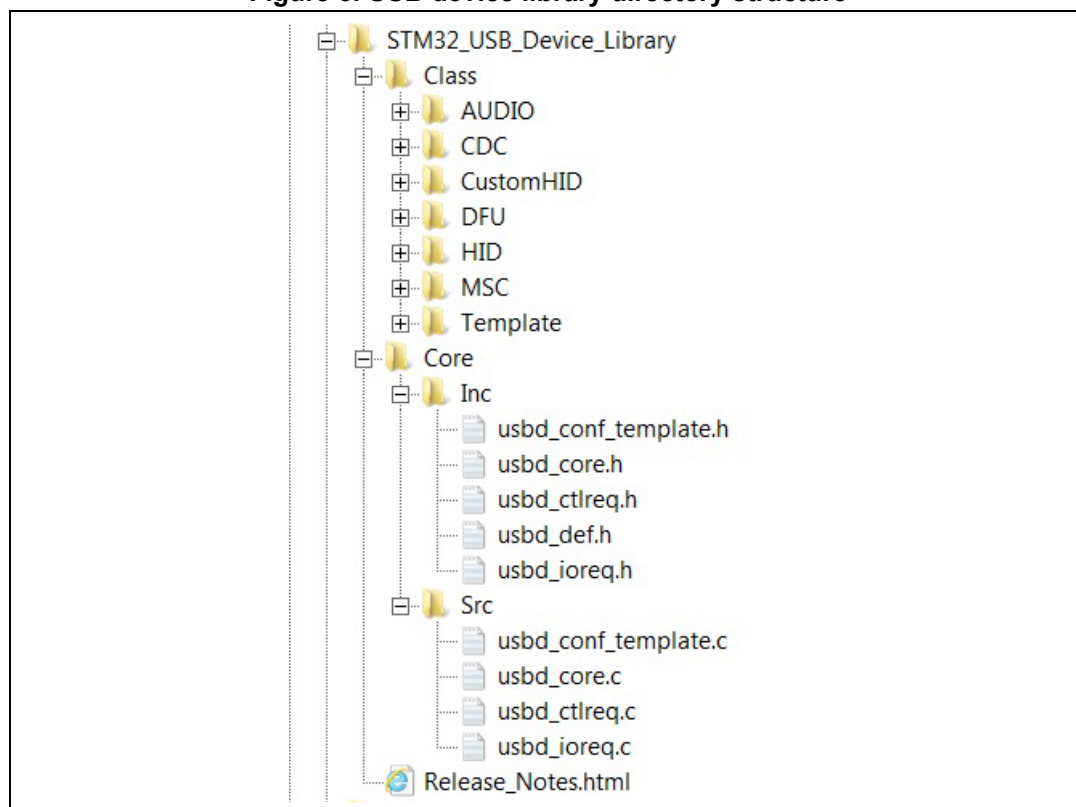 STM32_USB_Device_Library
Class
AUDIO
CDC
CustomHID
DFU
HID
MSC
Template
Core
Inc
usbd_conf_template.h
usbd_core.h
usbd_ctlreq.h
usbd_def.h
usbd_ioreq.h
Src
usbd_conf_template.c
usbd_core.c
usbd_ctlreq.c
usbd_ioreq.c
Release_Notes.html